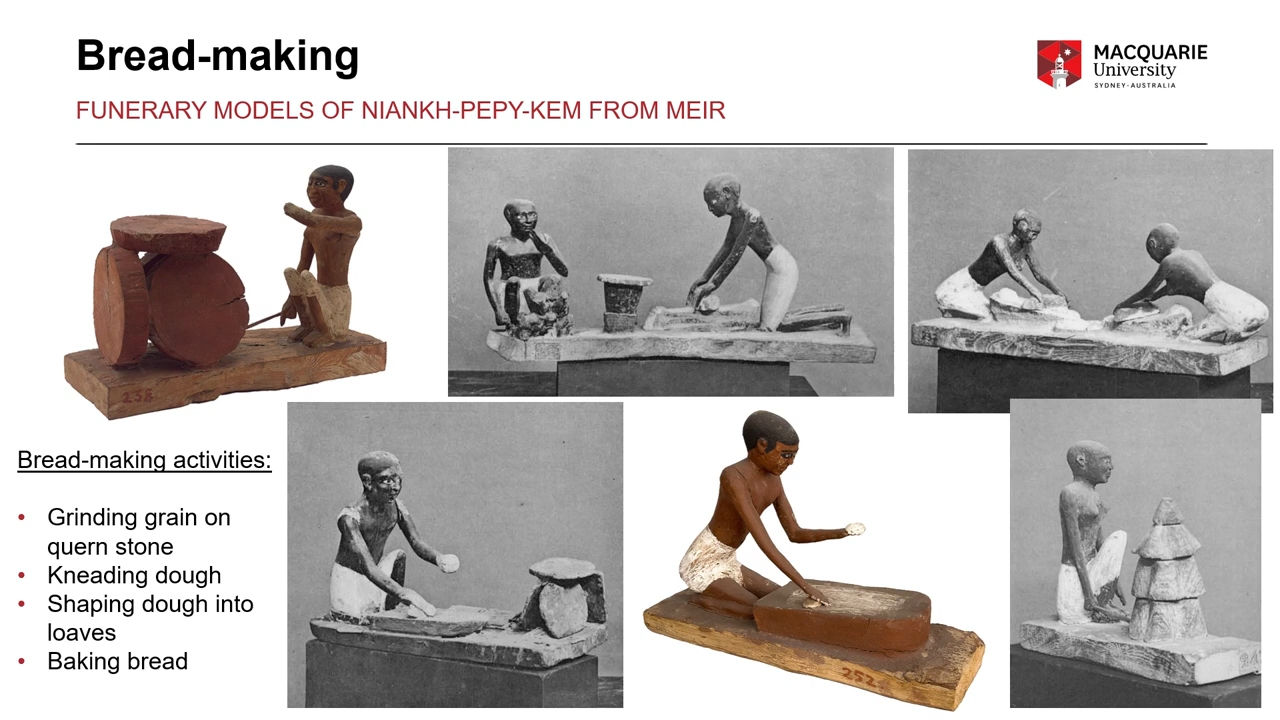 Bread-making
FUNERARY MODELS OF NIANKH-PEPY-KEM FROM MEIR
MACQUARIE
University
SYDNEY·AUSTRALIA
258
Bread-making activities:
• Grinding grain on
quern stone
• Kneading dough
• Shaping dough into
loaves
• Baking bread
252